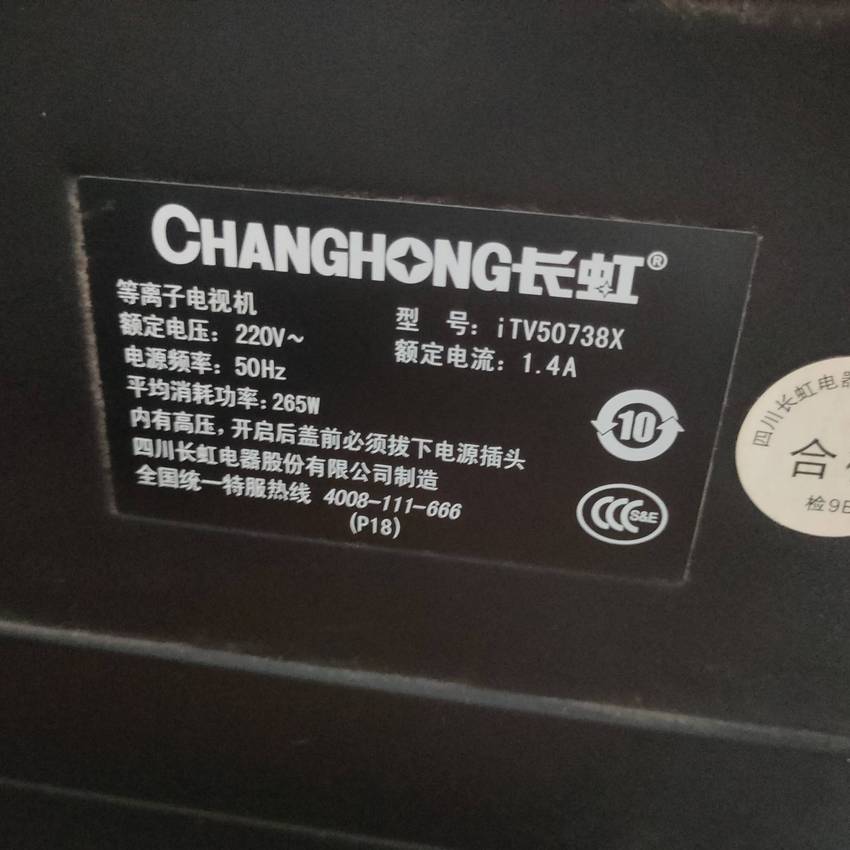 CHANGHONG长虹®
等离子电视机
型 号: iTV50738X
额定电压: 220V~
额定电流: 1.4A
电源频率: 50Hz
平均消耗功率: 265W
内有高压, 开启后盖前必须拔下电源插头
四川长虹电器股份有限公司制造
全国统一特服热线 4008-111-666
(P18)
10
CCC S&E
四川长虹电器
合
检9